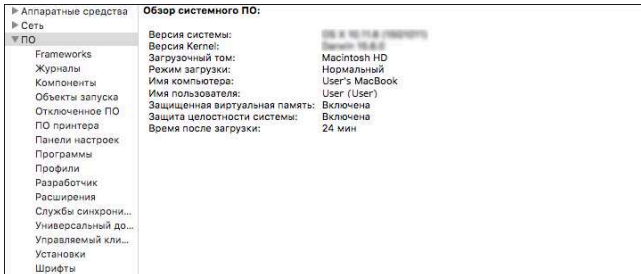 Аппаратные средства
Сеть
ПО
Frameworks
Журналы
Компоненты
Объекты запуска
Отключенное ПО
ПО принтера
Панели настроек
Программы
Профили
Разработчик
Расширения
Службы синхрони...
Универсальный до...
Управляемый кли...
Установки
Шрифты
Обзор системного ПО:
Версия системы:
Версия Kernel:
Загрузочный том: Macintosh HD
Режим загрузки: Нормальный
Имя компьютера: User's MacBook
Имя пользователя: User (User)
Защищенная виртуальная память: Включена
Защита целостности системы: Включена
Время после загрузки: 24 мин